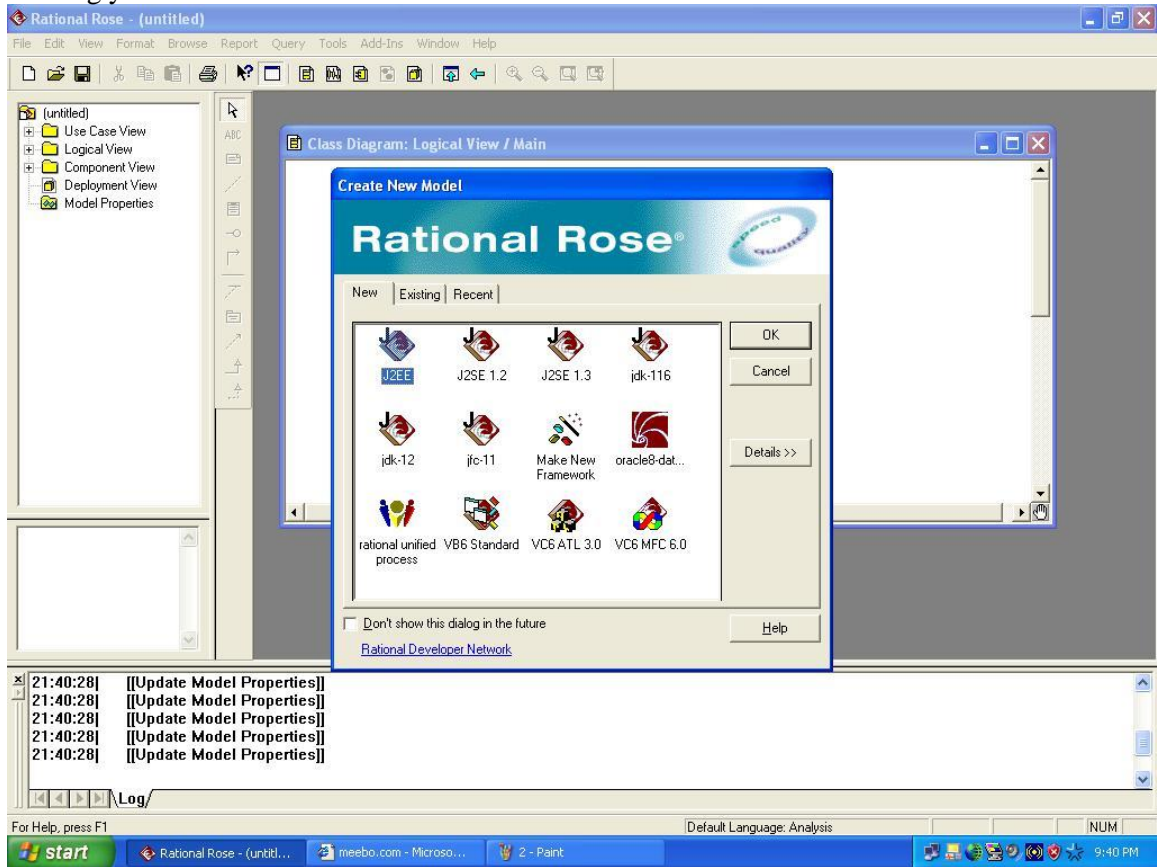 Rational Rose - (untitled)
File Edit View Format Browse Report Query Tools Add-Ins Window Help
(untitled)
Use Case View
Logical View
Component View
Deployment View
Model Properties
ABC
Class Diagram: Logical View / Main
Create New Model
Rational Rose®
speed
quality
New Existing Recent
J2EE J2SE 1.2 J2SE 1.3 jdk-116
jdk-12 jfc-11 Make New Framework oracle8-dat...
rational unified process VB6 Standard VC6 ATL 3.0 VC6 MFC 6.0
OK
Cancel
Details >>
Don't show this dialog in the future
Help
Rational Developer Network
21:40:28| [[Update Model Properties]]
21:40:28| [[Update Model Properties]]
21:40:28| [[Update Model Properties]]
21:40:28| [[Update Model Properties]]
21:40:28| [[Update Model Properties]]
Log
For Help, press F1 Default Language: Analysis NUM
start Rational Rose - (untitl... meebo.com - Microso... 2 - Paint 9:40 PM